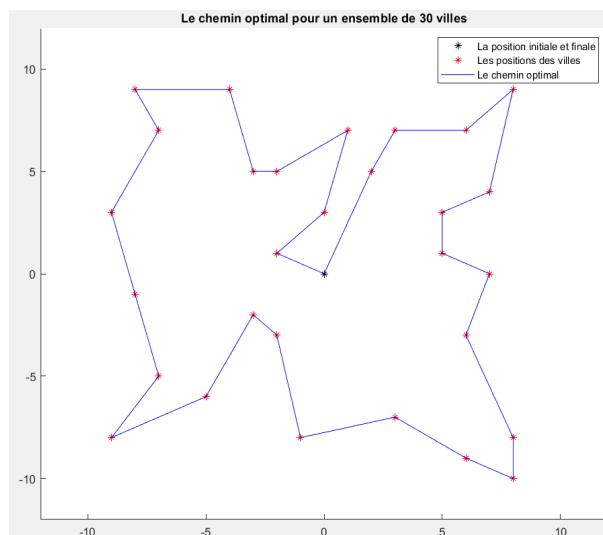 Le chemin optimal pour un ensemble de 30 villes
La position initiale et finale
Les positions des villes
Le chemin optimal
10
5
0
-5
-10
-10 -5 0 5 10